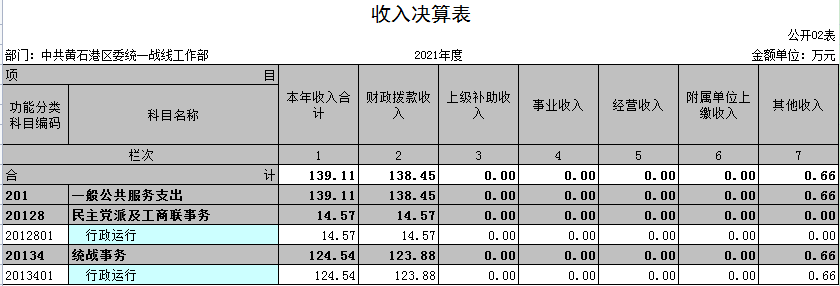 收入决算表
公开02表
部门：中共黄石港区委统一战线工作部 2021年度 金额单位：万元
项 目 本年收入合计 财政拨款收入 上级补助收入 事业收入 经营收入 附属单位上缴收入 其他收入
功能分类科目编码 科目名称
栏次 1 2 3 4 5 6 7
合 计 139.11 138.45 0.00 0.00 0.00 0.00 0.66
201 一般公共服务支出 139.11 138.45 0.00 0.00 0.00 0.00 0.66
20128 民主党派及工商联事务 14.57 14.57 0.00 0.00 0.00 0.00 0.00
2012801 行政运行 14.57 14.57 0.00 0.00 0.00 0.00 0.00
20134 统战事务 124.54 123.88 0.00 0.00 0.00 0.00 0.66
2013401 行政运行 124.54 123.88 0.00 0.00 0.00 0.00 0.66